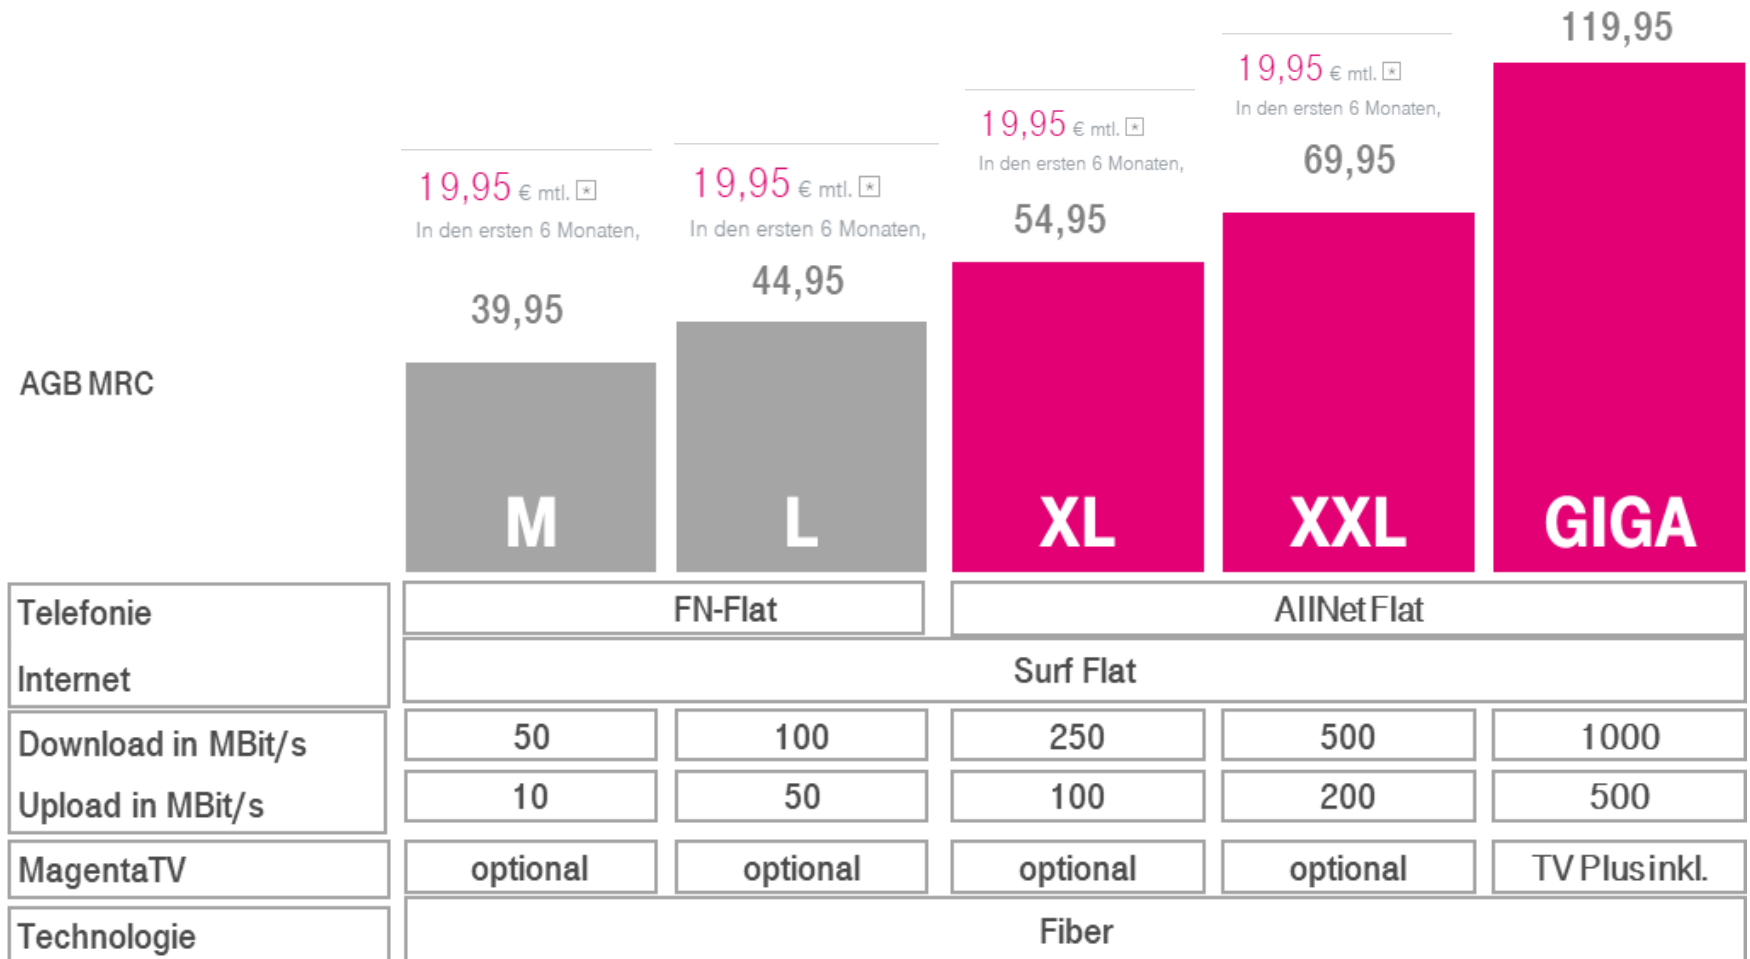 119,95
19,95 € mtl. *
In den ersten 6 Monaten,
69,95
19,95 € mtl. *
In den ersten 6 Monaten,
54,95
19,95 € mtl. *
In den ersten 6 Monaten,
44,95
19,95 € mtl. *
In den ersten 6 Monaten,
39,95
AGB MRC
M L XL XXL GIGA
Telefonie FN-Flat AllNet Flat
Internet Surf Flat
Download in MBit/s 50 100 250 500 1000
Upload in MBit/s 10 50 100 200 500
MagentaTV optional optional optional optional TV Plus inkl.
Technologie Fiber